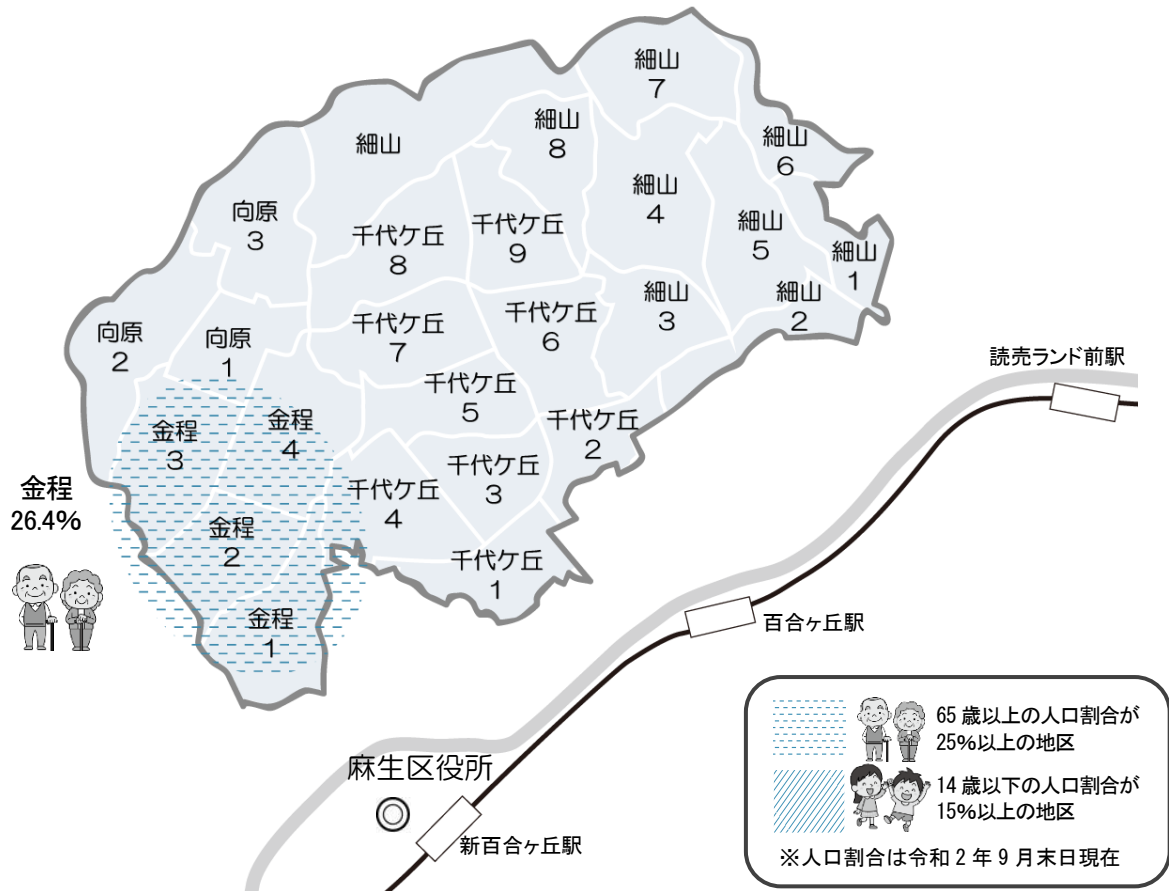 細山
7
細山
8
細山
細山
6
細山
4
向原
3
千代ケ丘
9
千代ケ丘
8
細山
5
細山
1
細山
3
細山
2
千代ケ丘
6
千代ケ丘
7
向原
2
向原
1
読売ランド前駅
千代ケ丘
5
千代ケ丘
2
金程
4
金程
3
千代ケ丘
3
千代ケ丘
4
金程
26.4%
金程
2
千代ケ丘
1
金程
1
百合ヶ丘駅
麻生区役所
新百合ヶ丘駅
65 歳以上の人口割合が
25%以上の地区
14 歳以下の人口割合が
15%以上の地区
※人口割合は令和 2 年 9 月末日現在